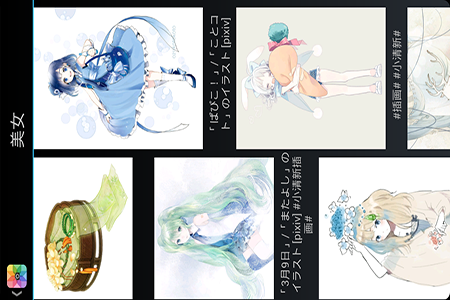 美女
「ぱぴこ！」/「ことコ
ト」のイラスト [pixiv]
#插画# #小清新#
「3月9日」/「またよし」の
イラスト [pixiv] #小清新插
画#